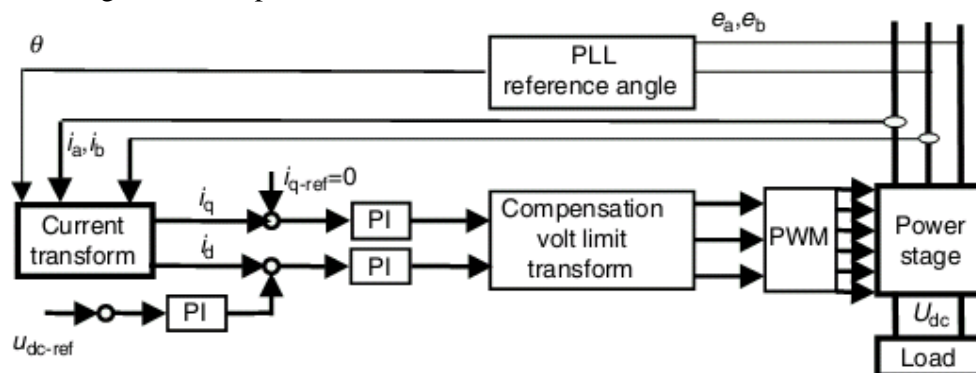 e_a,e_b
θ
PLL
reference angle
i_a,i_b
i_q-ref=0
i_q
Current
transform
i_d
PI
PI
Compensation
volt limit
transform
PWM
Power
stage
PI
u_dc-ref
U_dc
Load